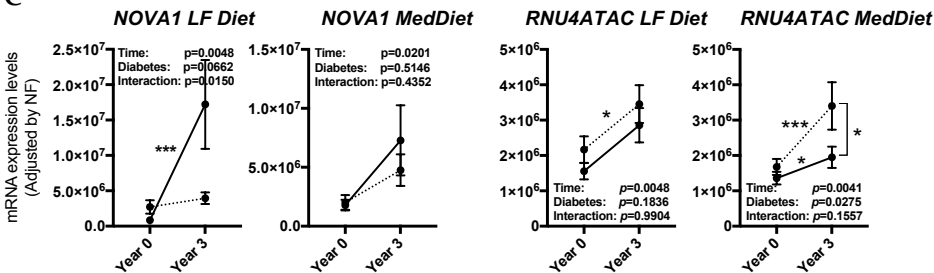 C
NOVA1 LF Diet
NOVA1 MedDiet
RNU4ATAC LF Diet
RNU4ATAC MedDiet
mRNA expression levels
(Adjusted by NF)
2.5×10⁷
2.0×10⁷
1.5×10⁷
1.0×10⁷
5.0×10⁶
0.0
Time: p=0.0048
Diabetes: p=0.0662
Interaction: p=0.0150
***
Year 0
Year 3
1.5×10⁷
1.0×10⁷
5.0×10⁶
0.0
Time: p=0.0201
Diabetes: p=0.5146
Interaction: p=0.4352
Year 0
Year 3
5×10⁶
4×10⁶
3×10⁶
2×10⁶
1×10⁶
0
*
Time: p=0.0048
Diabetes: p=0.1836
Interaction: p=0.9904
Year 0
Year 3
5×10⁶
4×10⁶
3×10⁶
2×10⁶
1×10⁶
0
***
*
*
Time: p=0.0041
Diabetes: p=0.0275
Interaction: p=0.1557
Year 0
Year 3